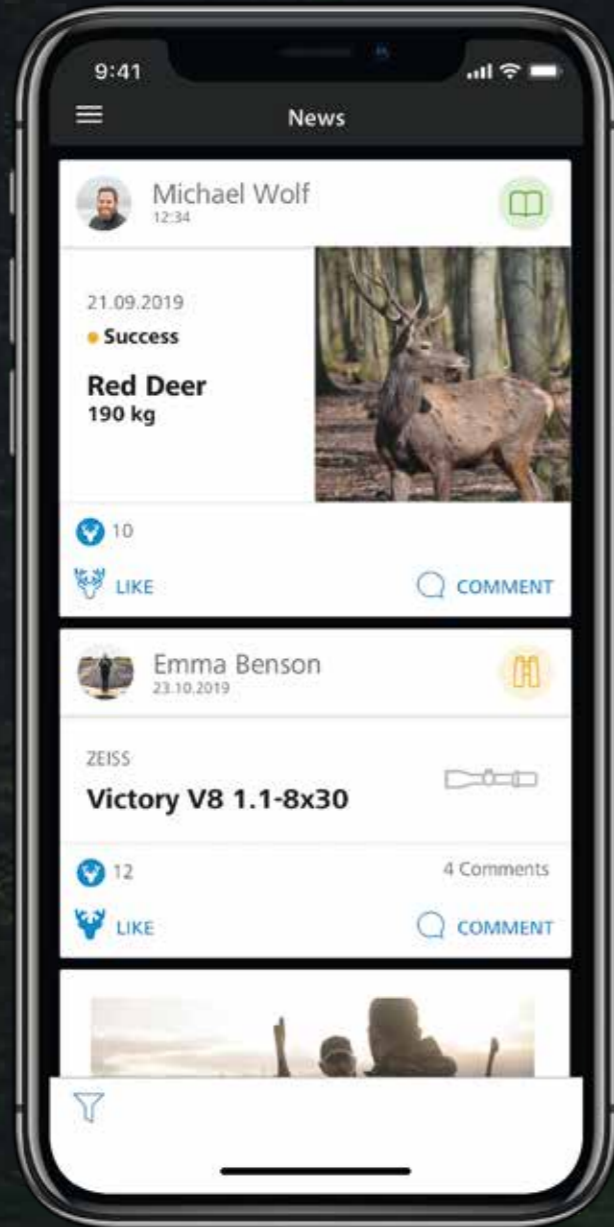 9:41
News
Michael Wolf
12:34
21.09.2019
Success
Red Deer
190 kg
10
LIKE
COMMENT
Emma Benson
23.10.2019
ZEISS
Victory V8 1.1-8x30
12
4 Comments
LIKE
COMMENT